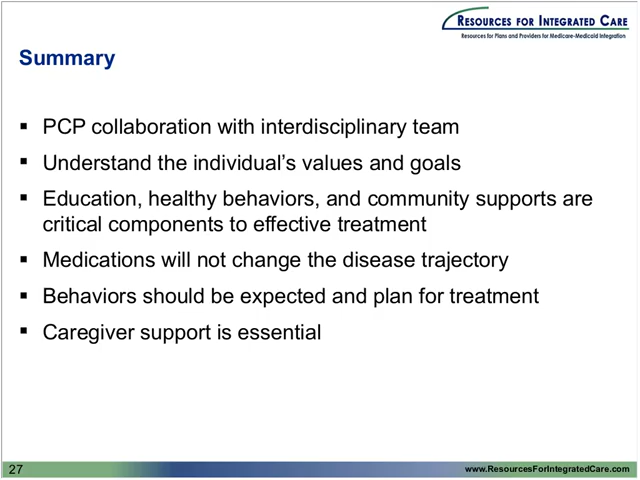 RESOURCES FOR INTEGRATED CARE
Resources for Plans and Providers for Medicare-Medicaid Integration
Summary
▪ PCP collaboration with interdisciplinary team
▪ Understand the individual’s values and goals
▪ Education, healthy behaviors, and community supports are
critical components to effective treatment
▪ Medications will not change the disease trajectory
▪ Behaviors should be expected and plan for treatment
▪ Caregiver support is essential
27
www.ResourcesForIntegratedCare.com